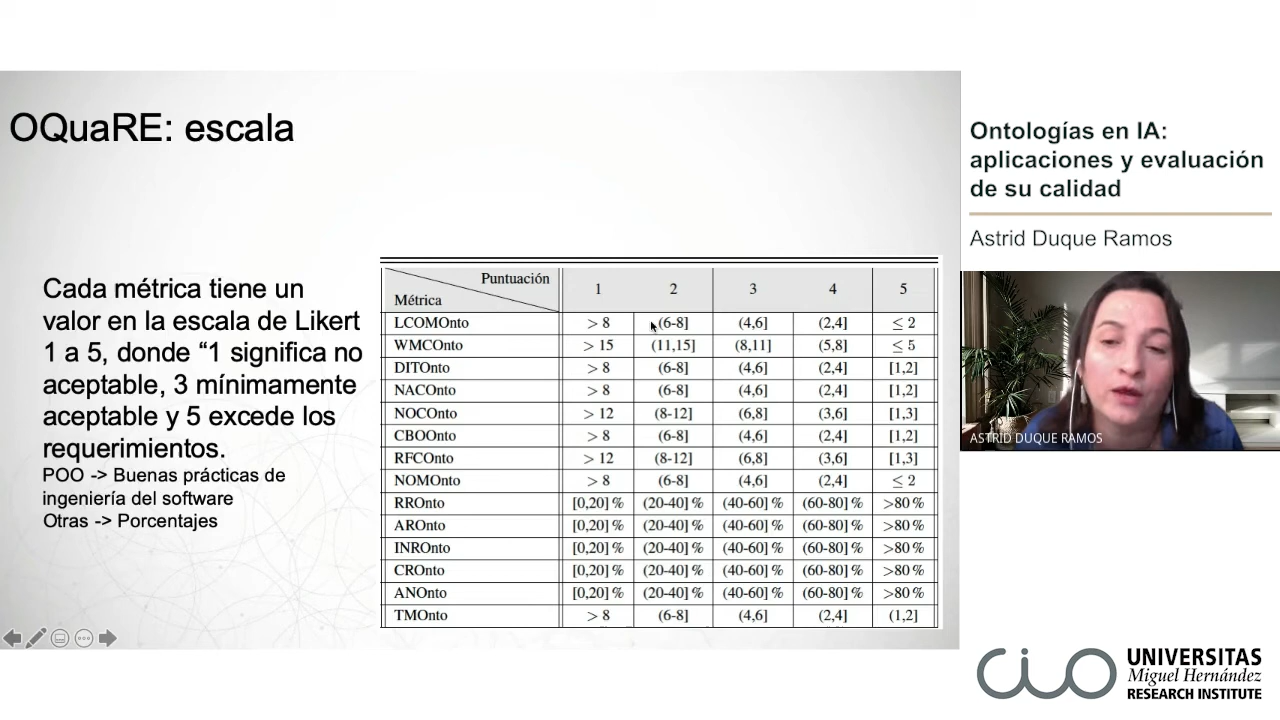 OQuaRE: escala
Cada métrica tiene un
valor en la escala de Likert
1 a 5, donde “1 significa no
aceptable, 3 mínimamente
aceptable y 5 excede los
requerimientos.
POO -> Buenas prácticas de
ingeniería del software
Otras -> Porcentajes
Puntuación
Métrica 1 2 3 4 5
LCOMOnto > 8 (6-8] (4,6] (2,4] ≤ 2
WMCOnto > 15 (11,15] (8,11] (5,8] ≤ 5
DITOnto > 8 (6-8] (4,6] (2,4] [1,2]
NACOnto > 8 (6-8] (4,6] (2,4] [1,2]
NOCOnto > 12 (8-12] (6,8] (3,6] [1,3]
CBOOnto > 8 (6-8] (4,6] (2,4] [1,2]
RFCOnto > 12 (8-12] (6,8] (3,6] [1,3]
NOMOnto > 8 (6-8] (4,6] (2,4] ≤ 2
RROnto [0,20] % (20-40] % (40-60] % (60-80] % >80 %
AROnto [0,20] % (20-40] % (40-60] % (60-80] % >80 %
INROnto [0,20] % (20-40] % (40-60] % (60-80] % >80 %
CROnto [0,20] % (20-40] % (40-60] % (60-80] % >80 %
ANOnto [0,20] % (20-40] % (40-60] % (60-80] % >80 %
TMOnto > 8 (6-8] (4,6] (2,4] (1,2]
Ontologías en IA:
aplicaciones y evaluación
de su calidad
Astrid Duque Ramos
ASTRID DUQUE RAMOS
cio
UNIVERSITAS
Miguel Hernández
RESEARCH INSTITUTE